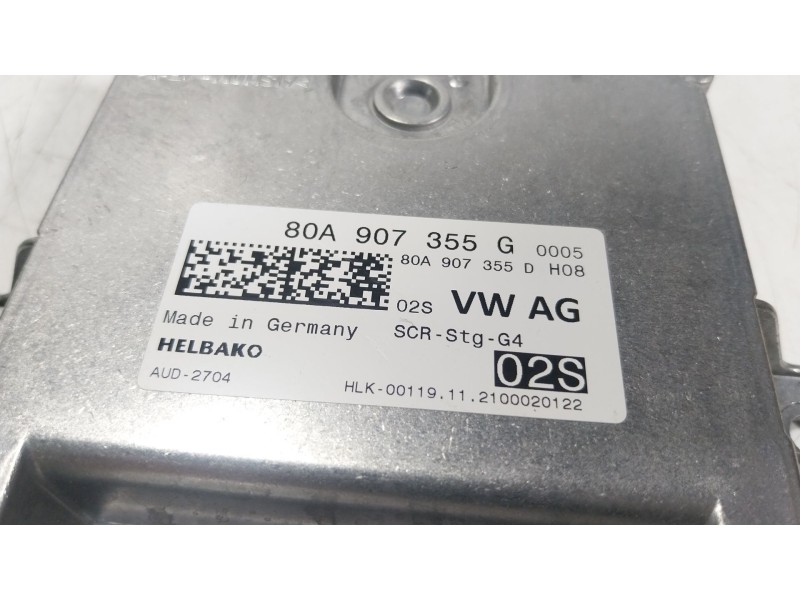 80A 907 355 G 0005
80A 907 355 D H08
02S VW AG
Made in Germany SCR-Stg-G4
HELBAKO 02S
AUD-2704 HLK-00119.11.2100020122